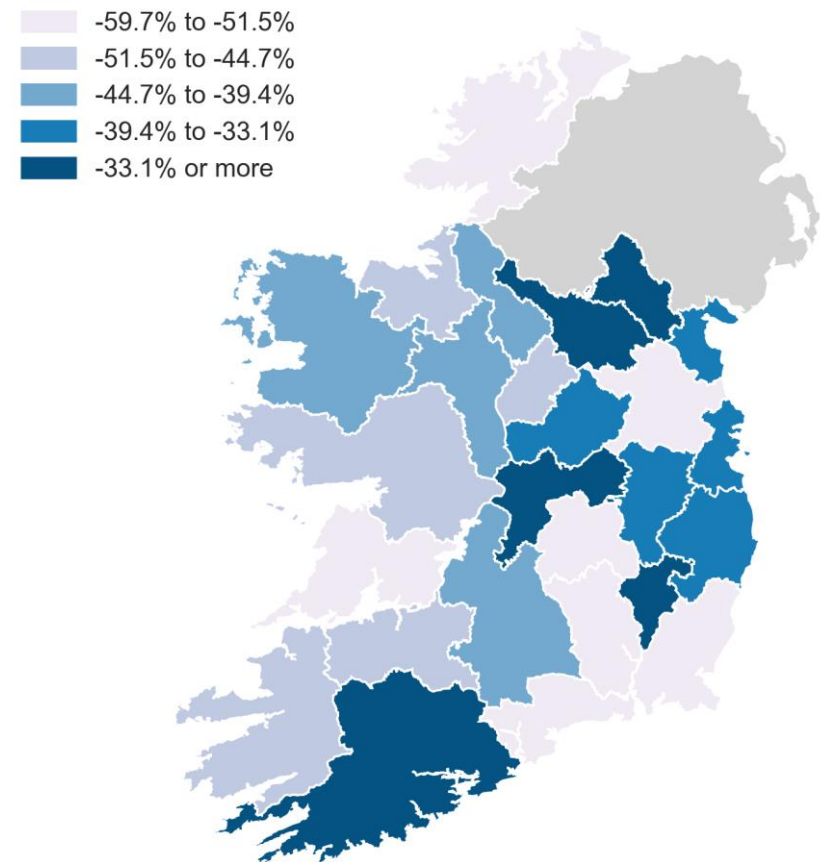 -59.7% to -51.5%
-51.5% to -44.7%
-44.7% to -39.4%
-39.4% to -33.1%
-33.1% or more